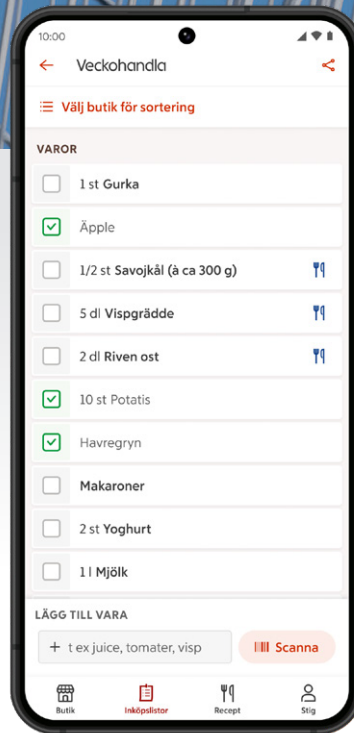 10:00
Veckohandla
Välj butik för sortering
VAROR
1 st Gurka
Äpple
1/2 st Savojkål (à ca 300 g)
5 dl Vispgrädde
2 dl Riven ost
10 st Potatis
Havregryn
Makaroner
2 st Yoghurt
1 l Mjölk
LÄGG TILL VARA
+ t ex juice, tomater, visp
Scanna
Butik Inköpslistor Recept Stig